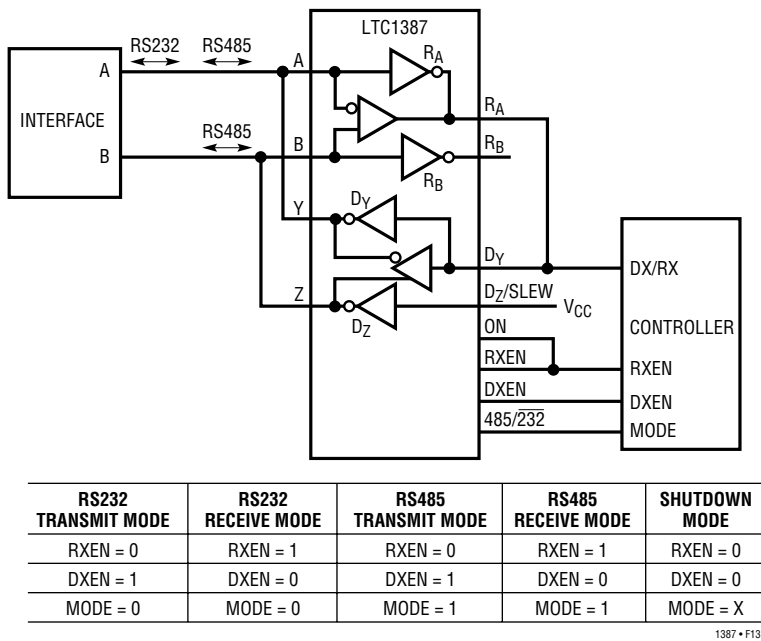 LTC1387
RS232 RS485
A
A
R_A
R_A
INTERFACE
RS485
B
B
R_B
R_B
Y
D_Y
D_Y
DX/RX
Z
D_Z
D_Z/SLEW
V_CC
ON
CONTROLLER
RXEN
RXEN
DXEN
DXEN
485/2̅3̅2̅
MODE
RS232 TRANSMIT MODE | RS232 RECEIVE MODE | RS485 TRANSMIT MODE | RS485 RECEIVE MODE | SHUTDOWN MODE
RXEN = 0 | RXEN = 1 | RXEN = 0 | RXEN = 1 | RXEN = 0
DXEN = 1 | DXEN = 0 | DXEN = 1 | DXEN = 0 | DXEN = 0
MODE = 0 | MODE = 0 | MODE = 1 | MODE = 1 | MODE = X
1387 • F13